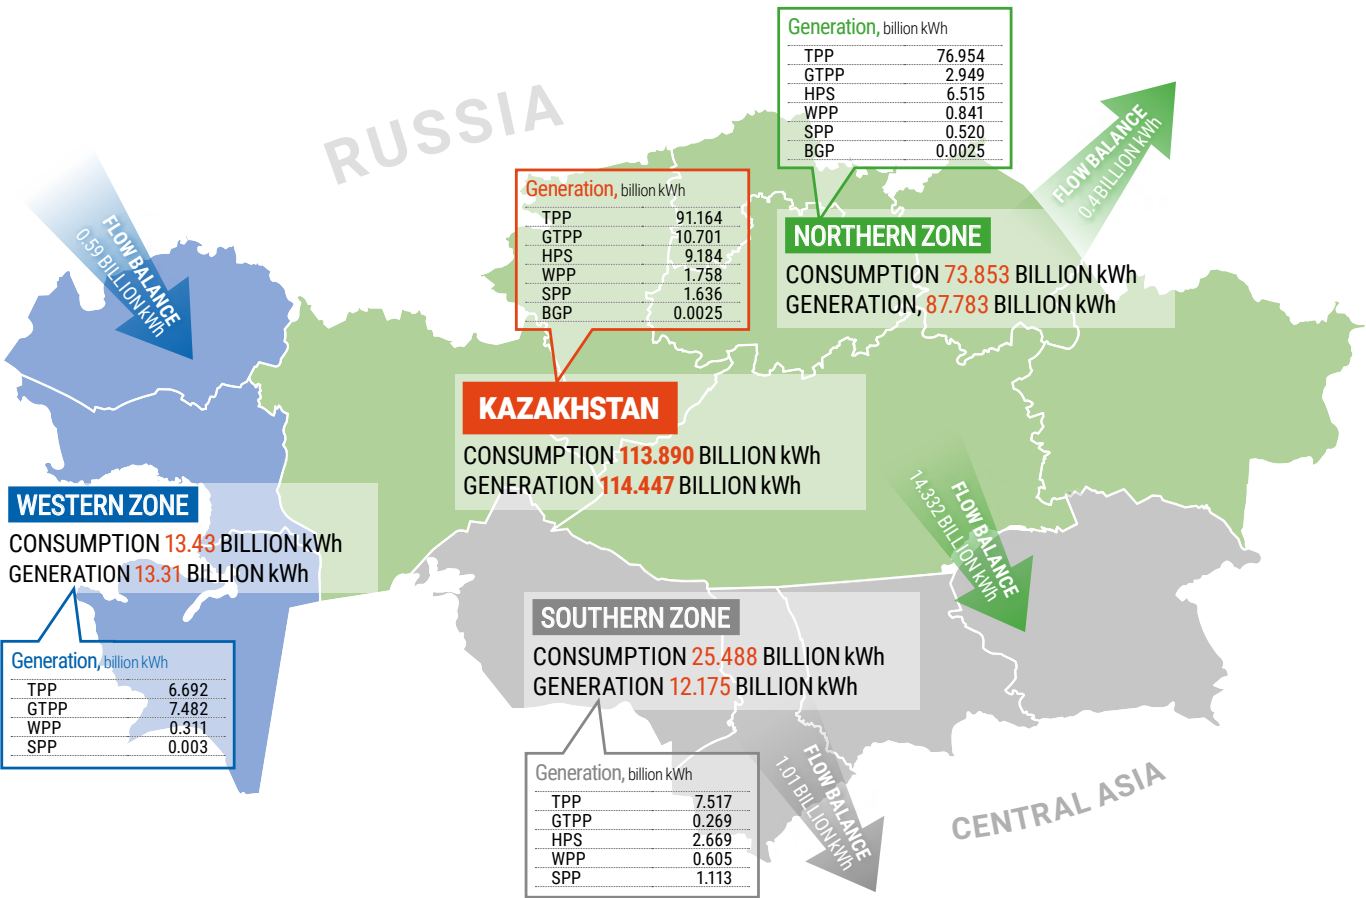 RUSSIA
Generation, billion kWh
TPP 76.954
GTPP 2.949
HPS 6.515
WPP 0.841
SPP 0.520
BGP 0.0025
FLOW BALANCE
0.4 BILLION kWh
NORTHERN ZONE
CONSUMPTION 73.853 BILLION kWh
GENERATION, 87.783 BILLION kWh
Generation, billion kWh
TPP 91.164
GTPP 10.701
HPS 9.184
WPP 1.758
SPP 1.636
BGP 0.0025
KAZAKHSTAN
CONSUMPTION 113.890 BILLION kWh
GENERATION 114.447 BILLION kWh
FLOW BALANCE
0.59 BILLION kWh
WESTERN ZONE
CONSUMPTION 13.43 BILLION kWh
GENERATION 13.31 BILLION kWh
Generation, billion kWh
TPP 6.692
GTPP 7.482
WPP 0.311
SPP 0.003
FLOW BALANCE
14.332 BILLION kWh
SOUTHERN ZONE
CONSUMPTION 25.488 BILLION kWh
GENERATION 12.175 BILLION kWh
Generation, billion kWh
TPP 7.517
GTPP 0.269
HPS 2.669
WPP 0.605
SPP 1.113
FLOW BALANCE
1.01 BILLION kWh
CENTRAL ASIA